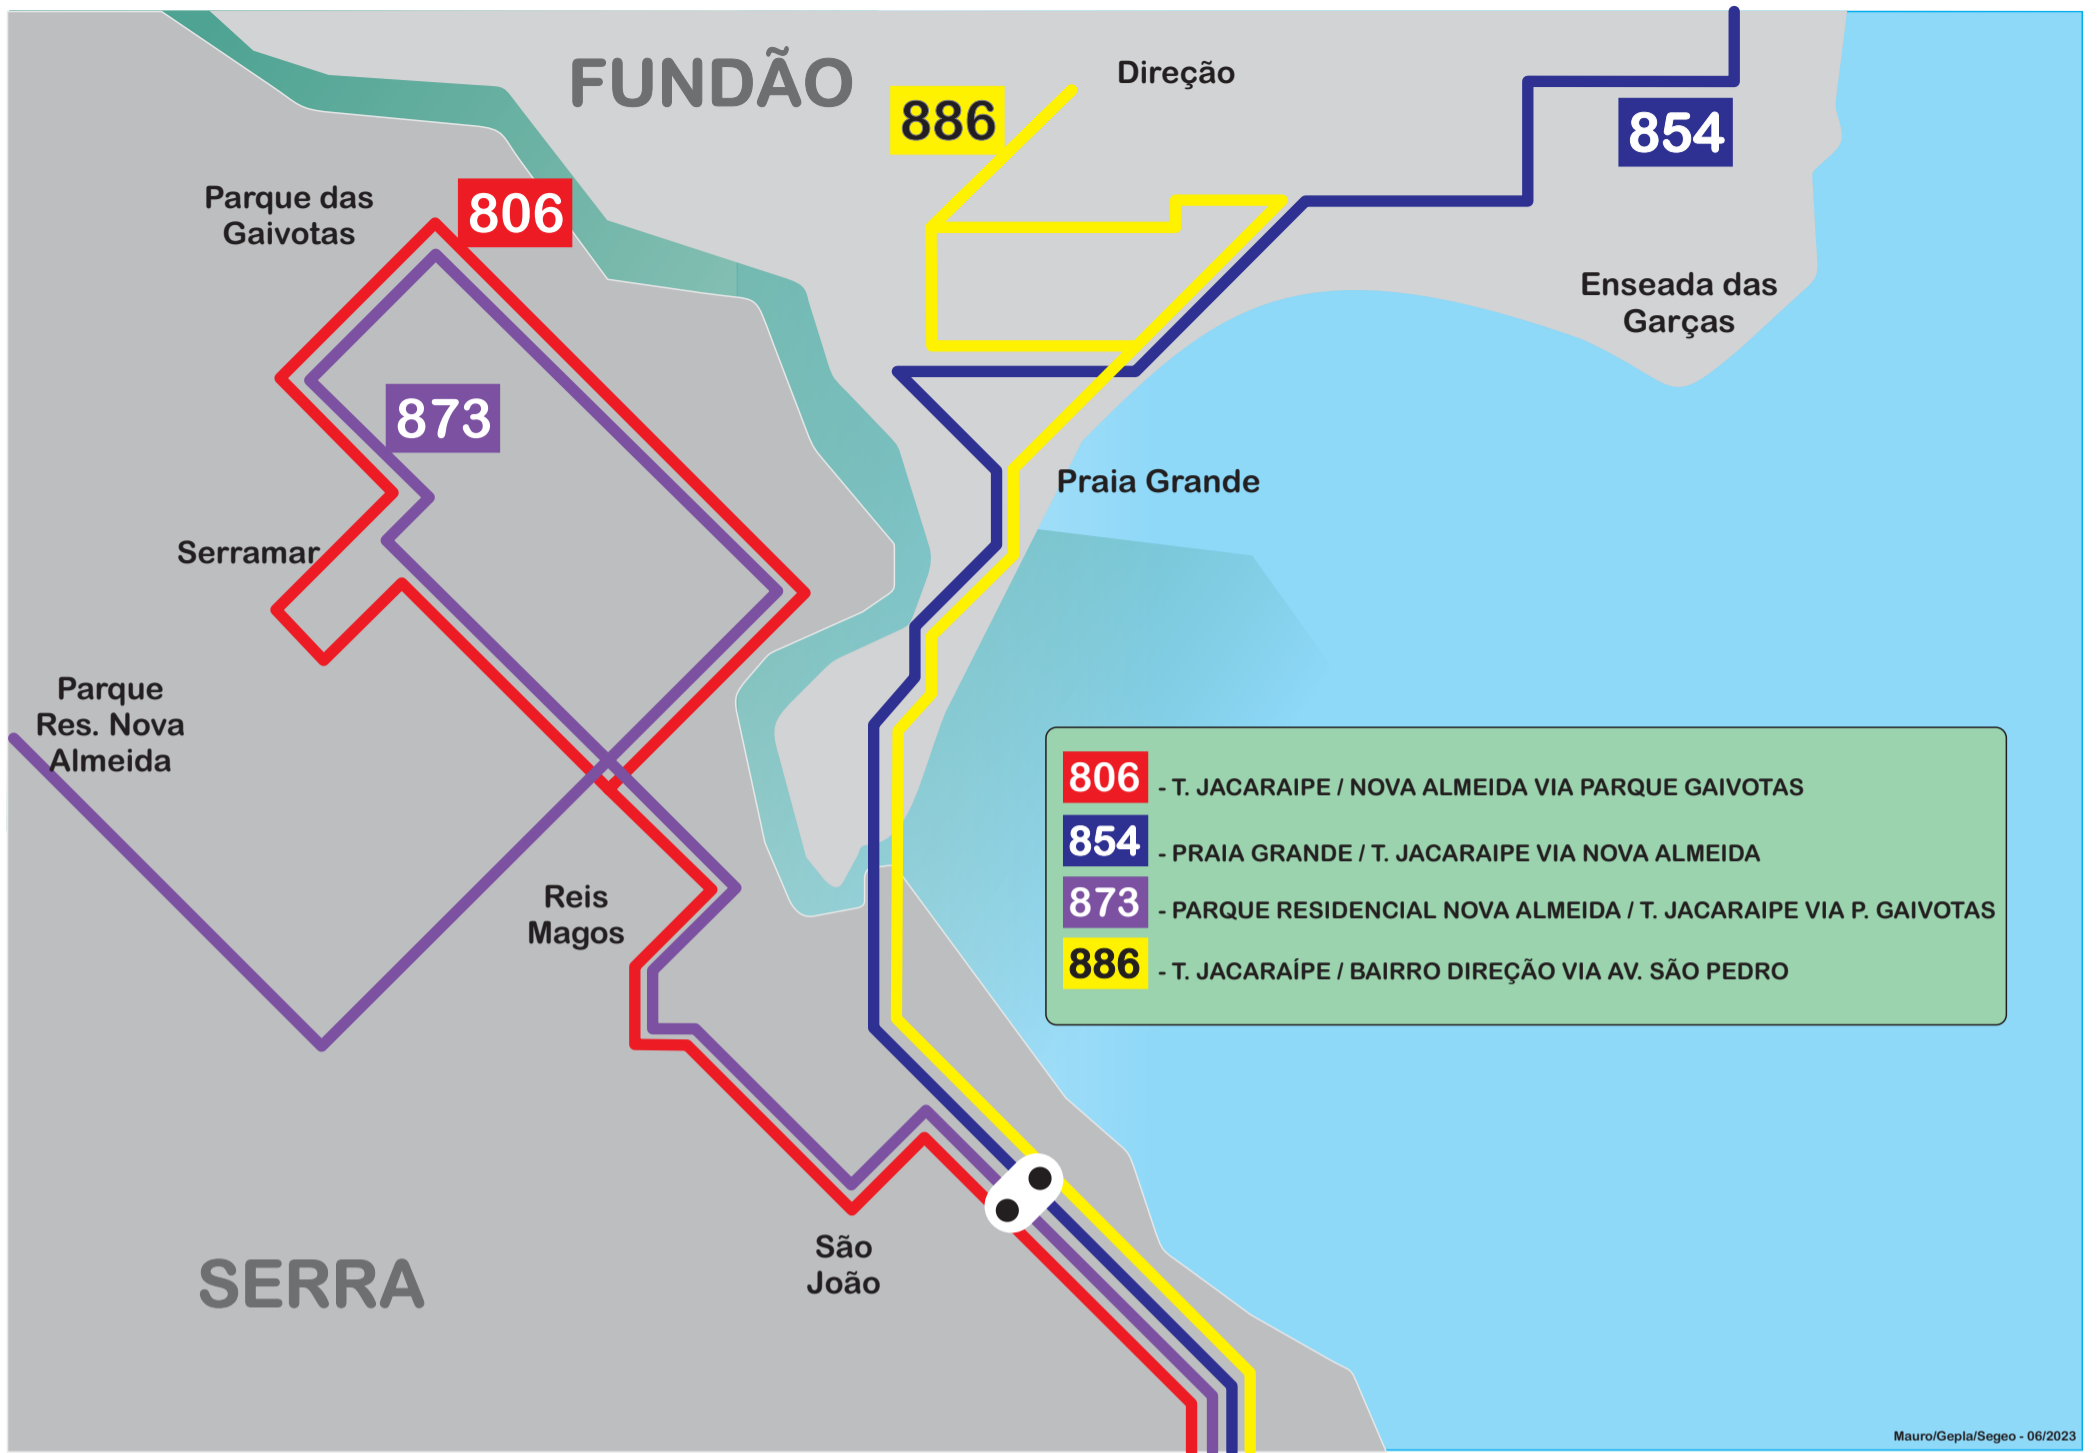 FUNDÃO
Direção
886
854
Parque das
Gaivotas
806
Enseada das
Garças
873
Praia Grande
Serramar
Parque
Res. Nova
Almeida
806 - T. JACARAIPE / NOVA ALMEIDA VIA PARQUE GAIVOTAS
854 - PRAIA GRANDE / T. JACARAIPE VIA NOVA ALMEIDA
873 - PARQUE RESIDENCIAL NOVA ALMEIDA / T. JACARAIPE VIA P. GAIVOTAS
886 - T. JACARAÍPE / BAIRRO DIREÇÃO VIA AV. SÃO PEDRO
Reis
Magos
São
João
SERRA
Mauro/Gepla/Segeo - 06/2023